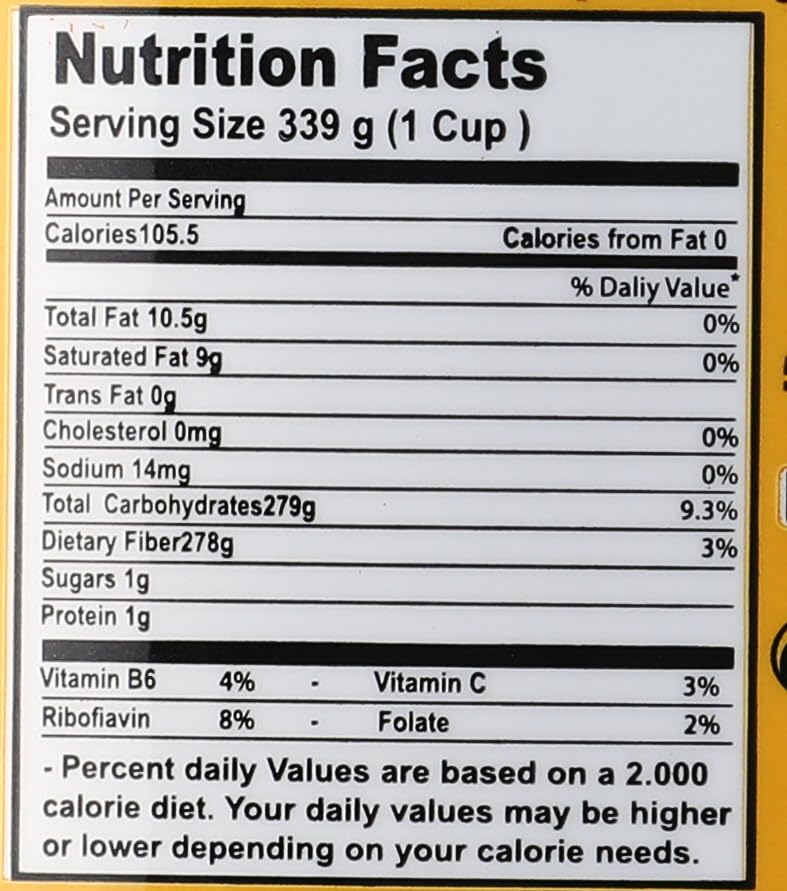 Nutrition Facts
Serving Size 339 g (1 Cup )
Amount Per Serving
Calories105.5 Calories from Fat 0
% Daliy Value*
Total Fat 10.5g 0%
Saturated Fat 9g 0%
Trans Fat 0g
Cholesterol 0mg 0%
Sodium 14mg 0%
Total Carbohydrates279g 9.3%
Dietary Fiber278g 3%
Sugars 1g
Protein 1g
Vitamin B6 4% - Vitamin C 3%
Ribofiavin 8% - Folate 2%
- Percent daily Values are based on a 2.000
calorie diet. Your daily values may be higher
or lower depending on your calorie needs.